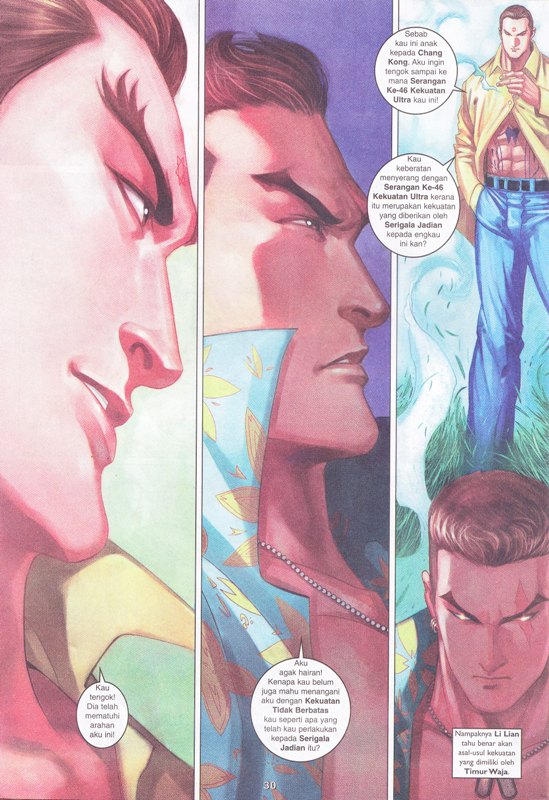 Kau
tengok!
Dia telah
mematuhi
arahan
aku ini!
Aku
agak hairan!
Kenapa kau belum
juga mahu menangani
aku dengan Kekuatan
Tidak Berbatas
kau seperti apa yang
telah kau perlakukan
kepada Serigala
Jadian itu?
Sebab
kau ini anak
kepada Chang
Kong. Aku ingin
tengok sampai ke
mana Serangan
Ke-46 Kekuatan
Ultra kau ini!
Kau
keberatan
menyerang dengan
Serangan Ke-46
Kekuatan Ultra kerana
itu merupakan kekuatan
yang diberikan oleh
Serigala Jadian
kepada engkau
ini kan?
Nampaknya Li Lian
tahu benar akan
asal-usul kekuatan
yang dimiliki oleh
Timur Waja.
30